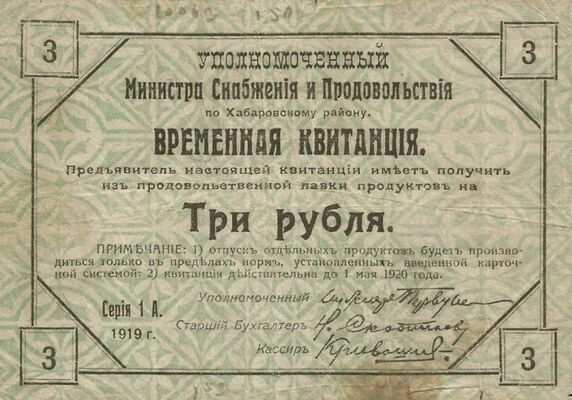 3 3
УПОЛНОМОЧЕННЫЙ
Министра Снабженія и Продовольствія
по Хабаровскому району.
ВРЕМЕННАЯ КВИТАНЦІЯ.
Предъявитель настоящей квитанціи имѣетъ получить
изъ продовольственной лавки продуктовъ на
Три рубля.
ПРИМѢЧАНІЕ: 1) отпускъ отдѣльныхъ продуктовъ будетъ произво-
диться только въ предѣлахъ нормъ, установленныхъ введенной карточ-
ной системой: 2) квитанція дѣйствительна до 1 мая 1920 года.
Уполномоченный
Серія 1 А.
Старшій Бухгалтеръ
1919 г.
Кассиръ
3 3